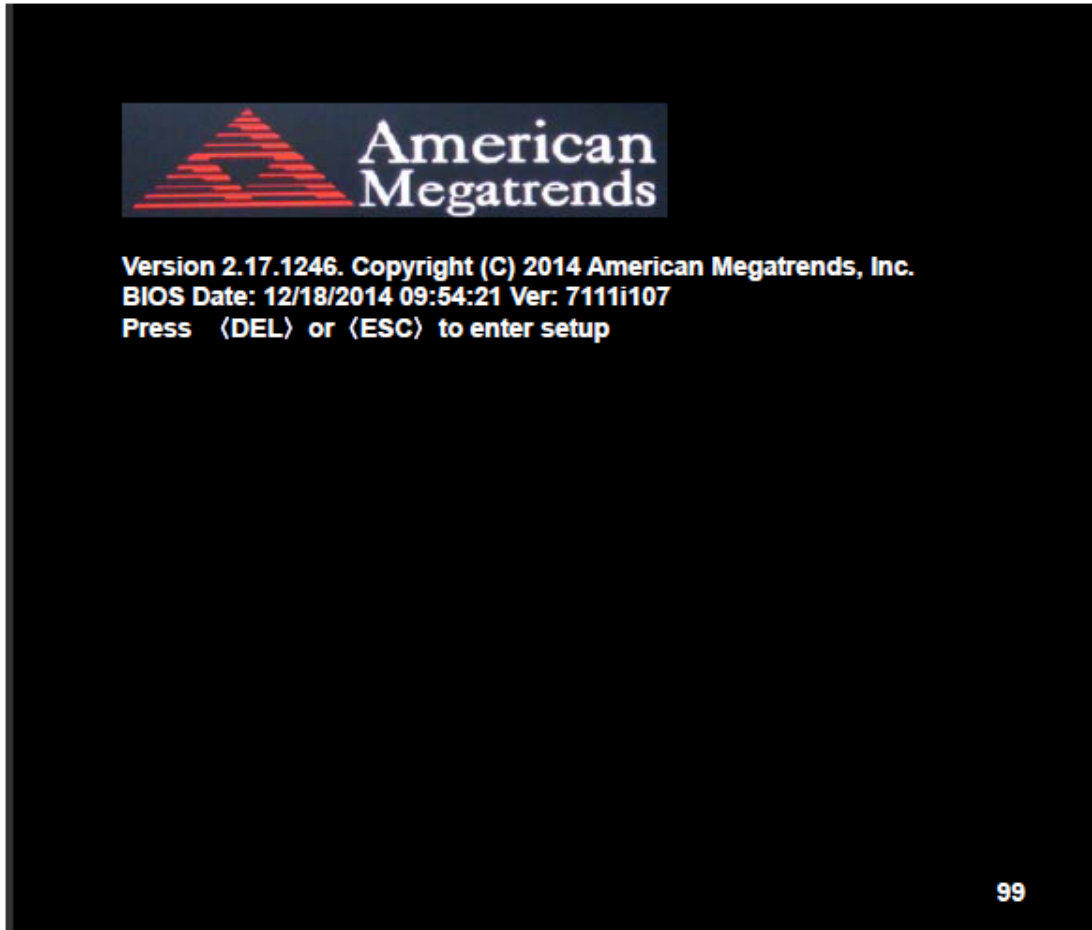 American
Megatrends
Version 2.17.1246. Copyright (C) 2014 American Megatrends, Inc.
BIOS Date: 12/18/2014 09:54:21 Ver: 7111i107
Press 〈DEL〉 or 〈ESC〉 to enter setup
99